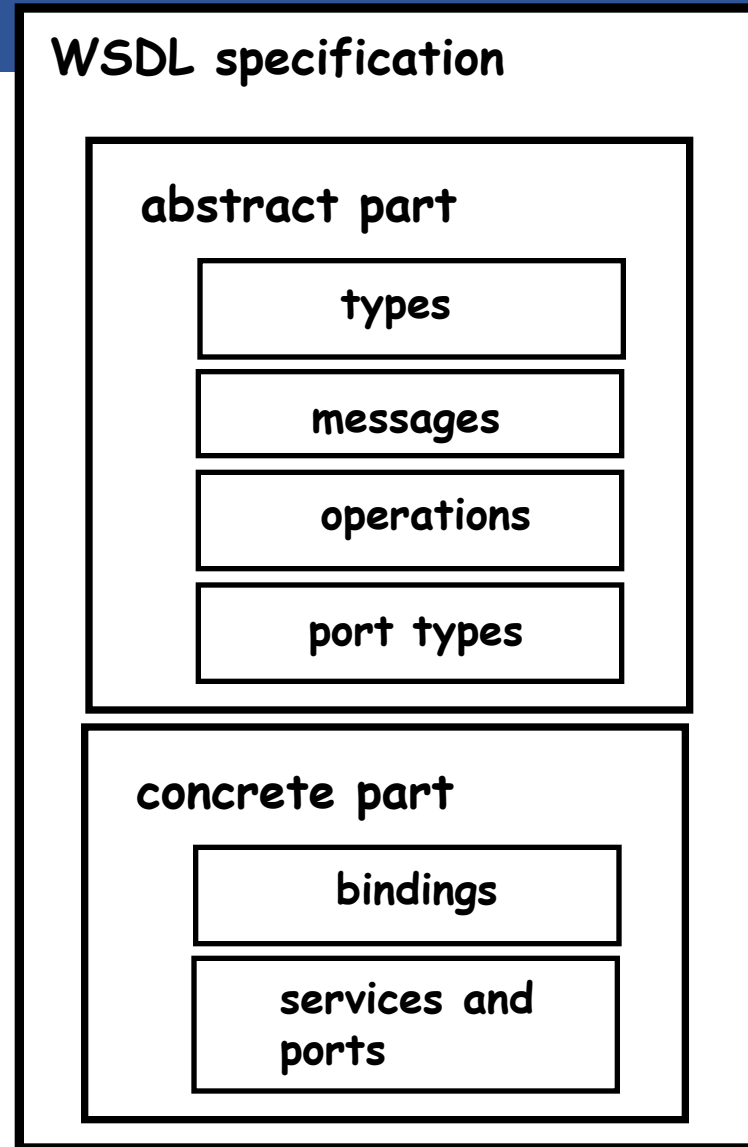 WSDL specification
abstract part
types
messages
operations
port types
concrete part
bindings
services and
ports